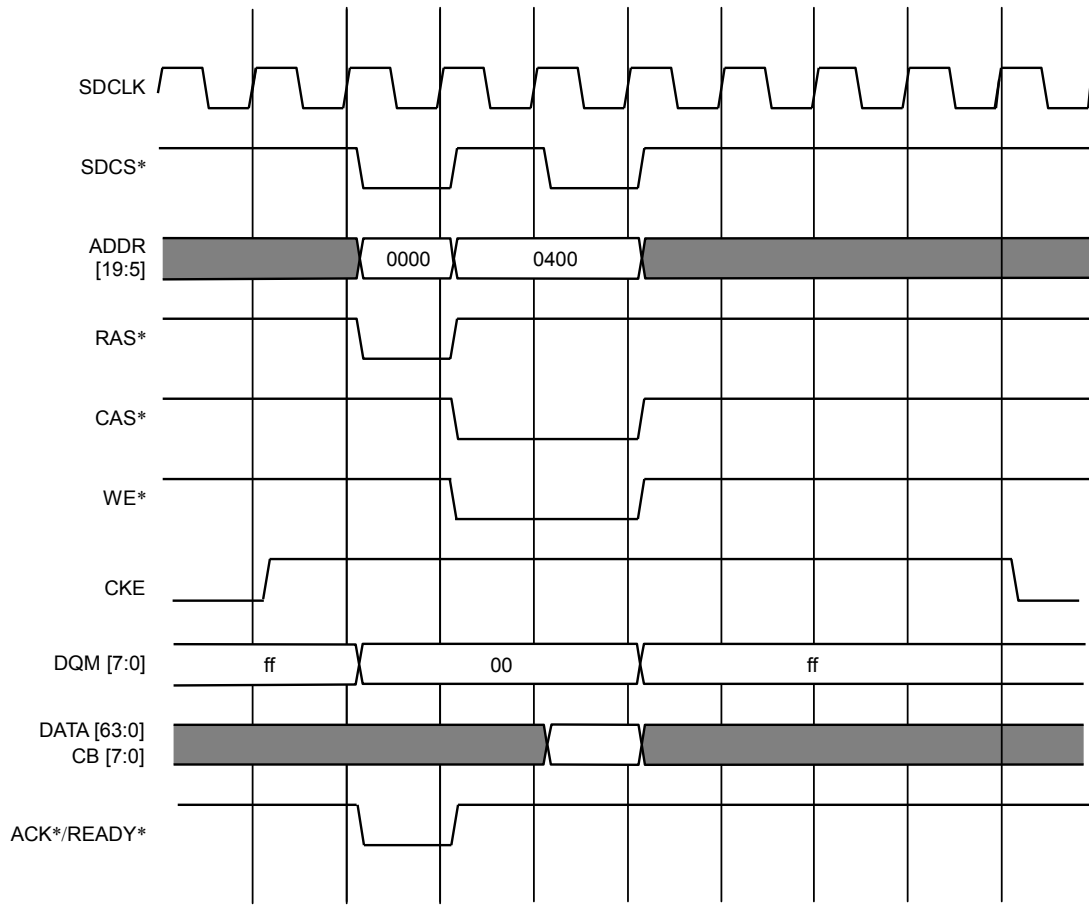 SDCLK
SDCS*
ADDR
[19:5]
0000 0400
RAS*
CAS*
WE*
CKE
DQM [7:0] ff 00 ff
DATA [63:0]
CB [7:0]
ACK*/READY*